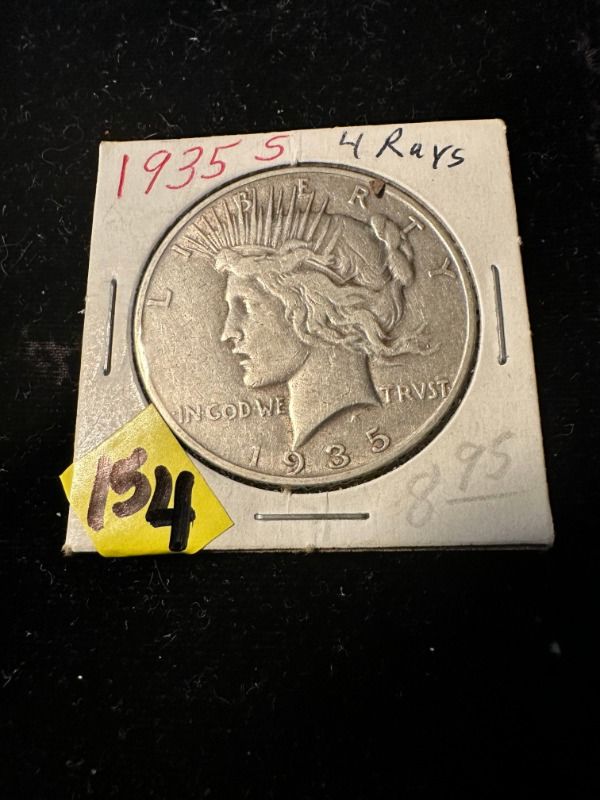 1935 S 4 Rays
LIBERTY
IN GOD WE TRVST
1935
154
8 95